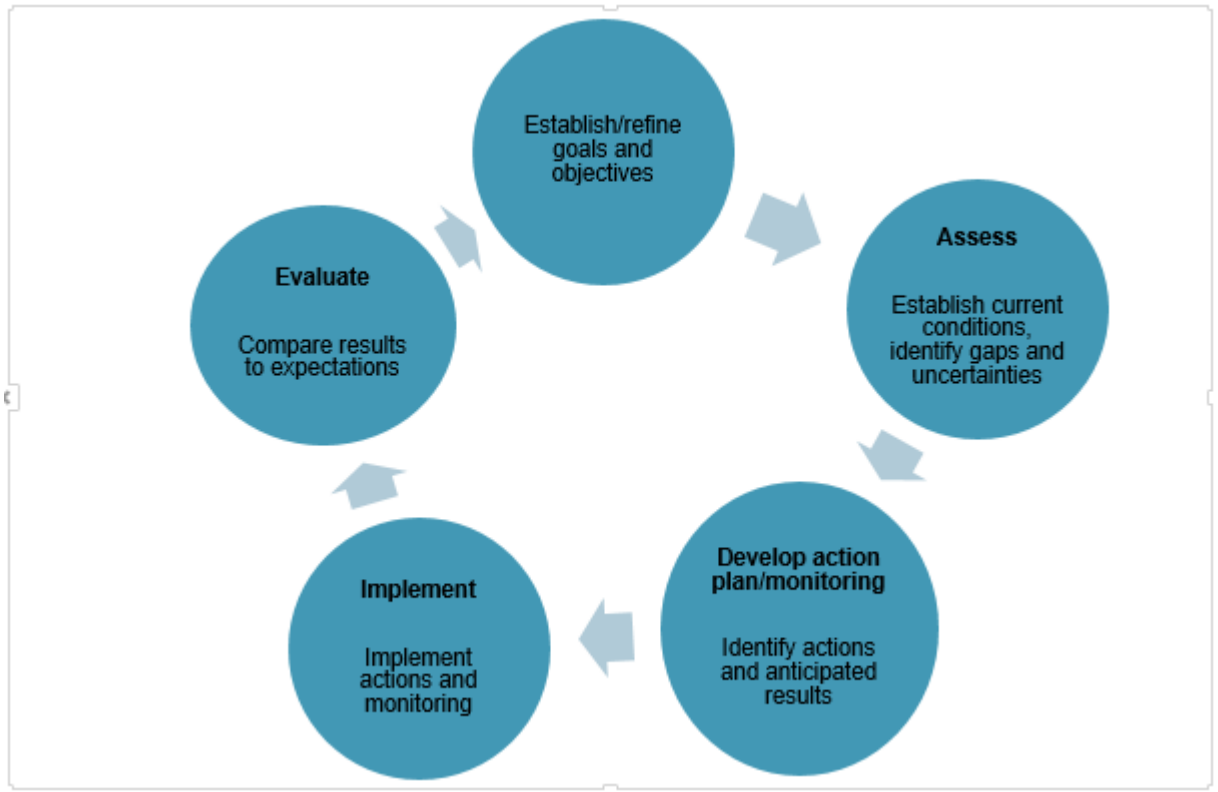 Establish/refine
goals and
objectives
Assess
Establish current
conditions,
identify gaps and
uncertainties
Develop action
plan/monitoring
Identify actions
and anticipated
results
Implement
Implement
actions and
monitoring
Evaluate
Compare results
to expectations